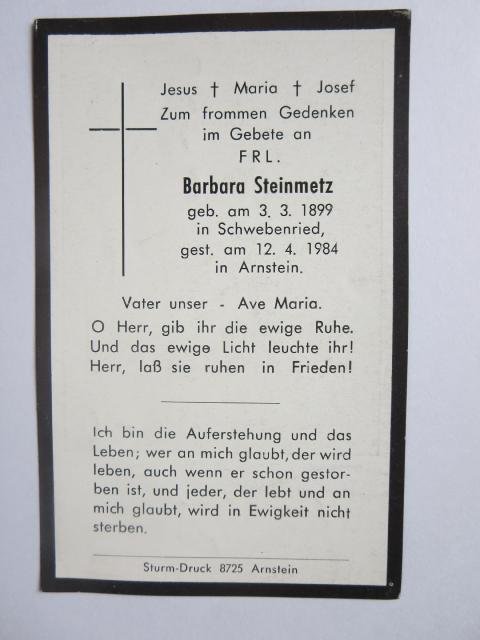 Jesus † Maria † Josef
Zum frommen Gedenken
im Gebete an
FRL.
Barbara Steinmetz
geb. am 3. 3. 1899
in Schwebenried,
gest. am 12. 4. 1984
in Arnstein.
Vater unser - Ave Maria.
O Herr, gib ihr die ewige Ruhe.
Und das ewige Licht leuchte ihr!
Herr, laß sie ruhen in Frieden!
Ich bin die Auferstehung und das
Leben; wer an mich glaubt, der wird
leben, auch wenn er schon gestor-
ben ist, und jeder, der lebt und an
mich glaubt, wird in Ewigkeit nicht
sterben.
Sturm-Druck 8725 Arnstein